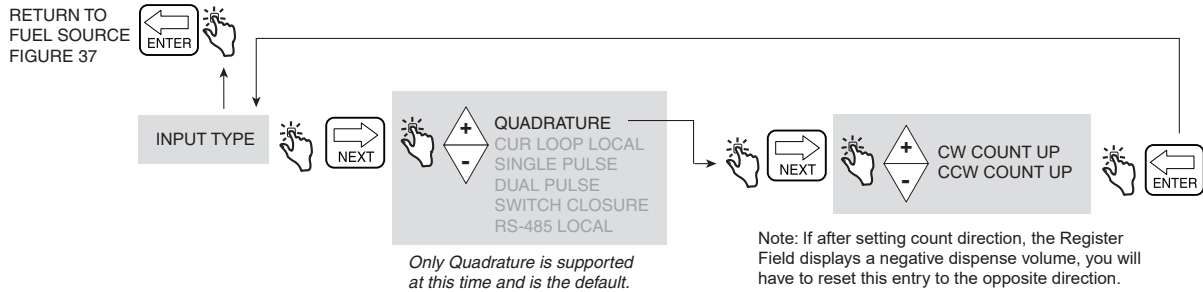 RETURN TO
FUEL SOURCE
FIGURE 37
ENTER
INPUT TYPE
NEXT
+
-
QUADRATURE
CUR LOOP LOCAL
SINGLE PULSE
DUAL PULSE
SWITCH CLOSURE
RS-485 LOCAL
Only Quadrature is supported
at this time and is the default.
NEXT
+
-
CW COUNT UP
CCW COUNT UP
ENTER
Note: If after setting count direction, the Register
Field displays a negative dispense volume, you will
have to reset this entry to the opposite direction.